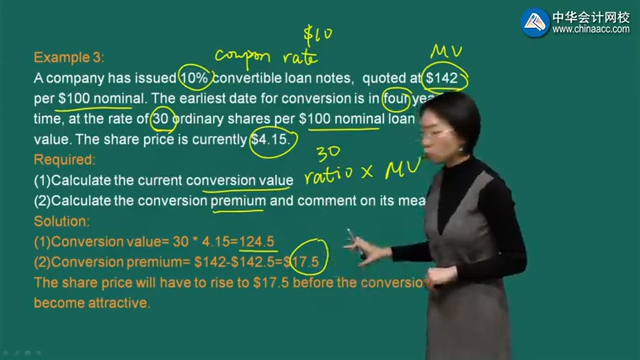 中华会计网校
www.chinaacc.com
$10
Example 3:
coupon rate
MV
A company has issued 10% convertible loan notes, quoted at $142
per $100 nominal. The earliest date for conversion is in four
time, at the rate of 30 ordinary shares per $100 nominal loan
value. The share price is currently $4.15.
Required:
30
(1)Calculate the current conversion value
ratio × MV
(2)Calculate the conversion premium and comment on its
Solution:
(1)Conversion value= 30 * 4.15=124.5
(2)Conversion premium= $142-$142.5=$17.5
The share price will have to rise to $17.5 before the
become attractive.